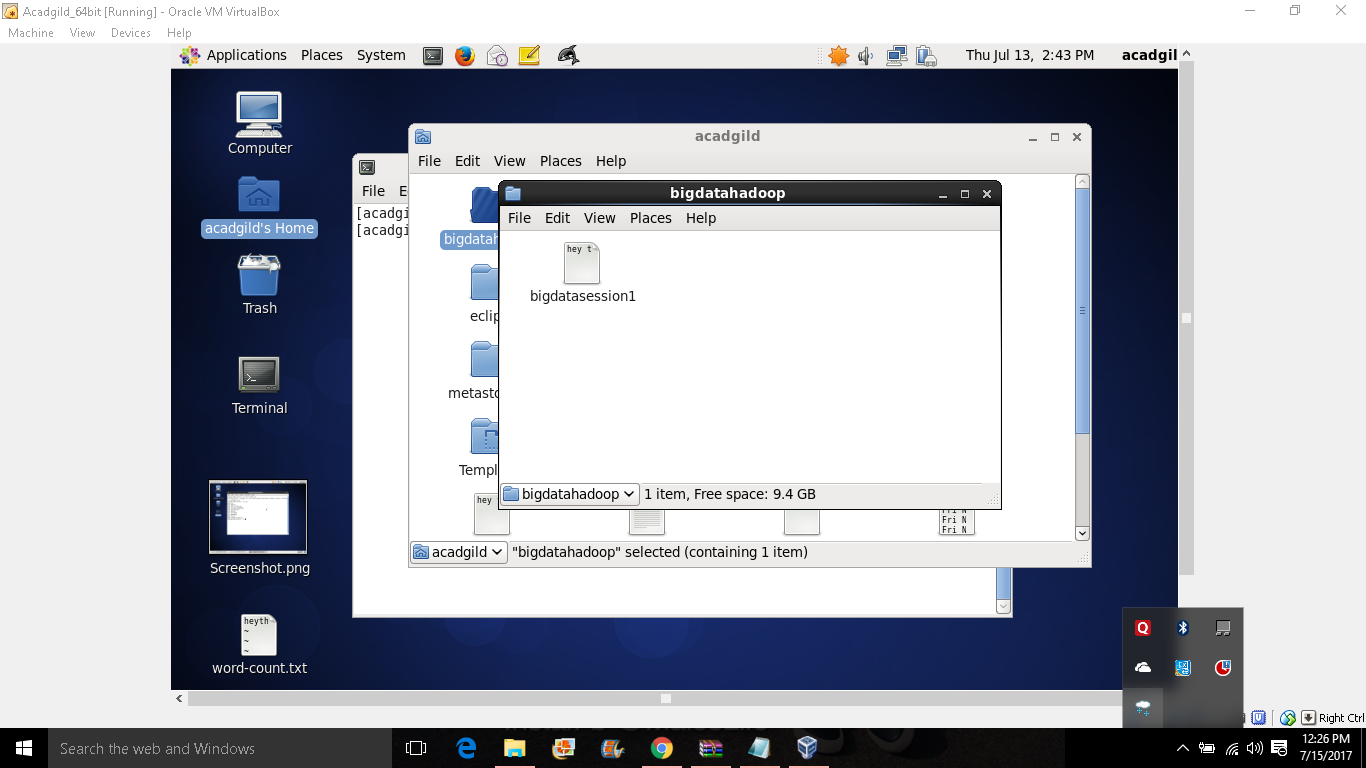 Acadgild_64bit [Running] - Oracle VM VirtualBox
Machine View Devices Help
Applications Places System Thu Jul 13, 2:43 PM acadgil
Computer
acadgild's Home
Trash
Terminal
Screenshot.png
heyth
~
~
~
word-count.txt
File E
[acadgi
[acadgi
acadgild
File Edit View Places Help
bigdatah
eclip
metasto
Templ
hey
Fri N
Fri N
Fri N
acadgild "bigdatahadoop" selected (containing 1 item)
bigdatahadoop
File Edit View Places Help
hey t
bigdatasession1
bigdatahadoop 1 item, Free space: 9.4 GB
Q
Right Ctrl
Search the web and Windows
12:26 PM
7/15/2017